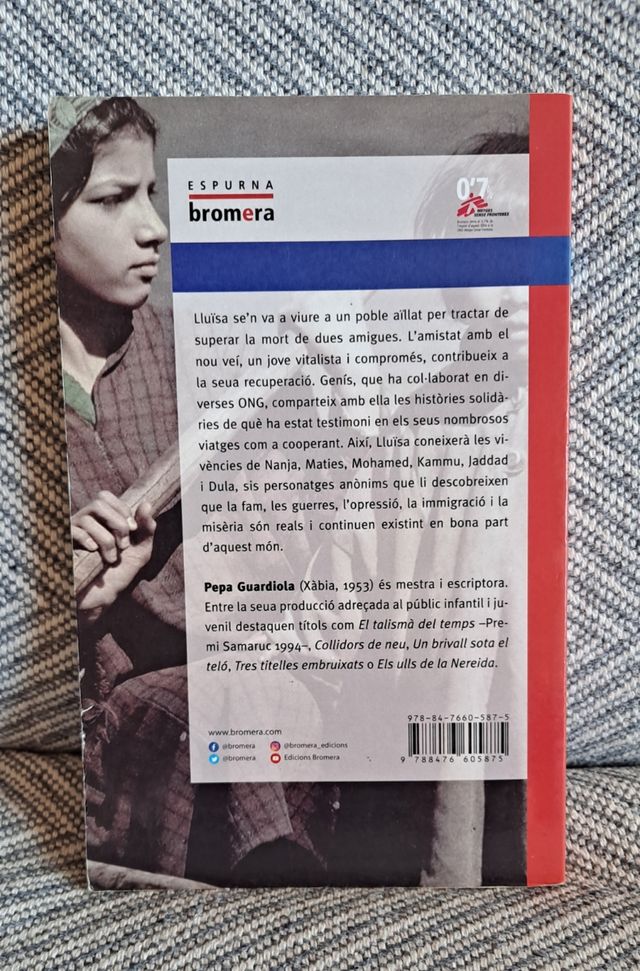 ESPURNA
bromera
0'7%
METGES
SENSE FRONTERES
Lluïsa se'n va a viure a un poble aïllat per tractar de
superar la mort de dues amigues. L'amistat amb el
nou veí, un jove vitalista i compromés, contribueix a
la seua recuperació. Genís, que ha col·laborat en di-
verses ONG, comparteix amb ella les històries solidà-
ries de què ha estat testimoni en els seus nombrosos
viatges com a cooperant. Així, Lluïsa coneixerà les vi-
vències de Nanja, Maties, Mohamed, Kammu, Jaddad
i Dula, sis personatges anònims que li descobreixen
que la fam, les guerres, l'opressió, la immigració i la
misèria són reals i continuen existint en bona part
d'aquest món.
Pepa Guardiola (Xàbia, 1953) és mestra i escriptora.
Entre la seua producció adreçada al públic infantil i ju-
venil destaquen títols com El talismà del temps –Pre-
mi Samaruc 1994–, Collidors de neu, Un brivall sota el
teló, Tres titelles embruixats o Els ulls de la Nereida.
www.bromera.com
@bromera @bromera_edicions
@bromera Edicions Bromera
978-84-7660-587-5
9 788476 605875